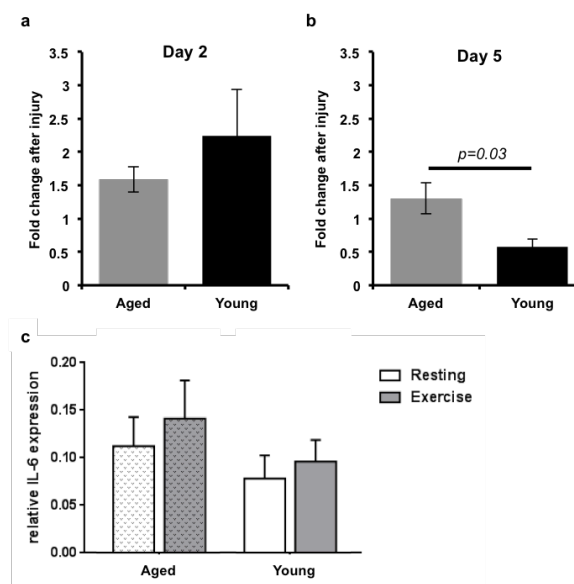 a
Day 2
Fold change after injury
3.5
3
2.5
2
1.5
1
0.5
0
Aged Young
b
Day 5
Fold change after injury
3.5
3
2.5
2
1.5
1
0.5
0
p=0.03
Aged Young
c
relative IL-6 expression
0.20
0.15
0.10
0.05
0.00
Resting
Exercise
Aged Young